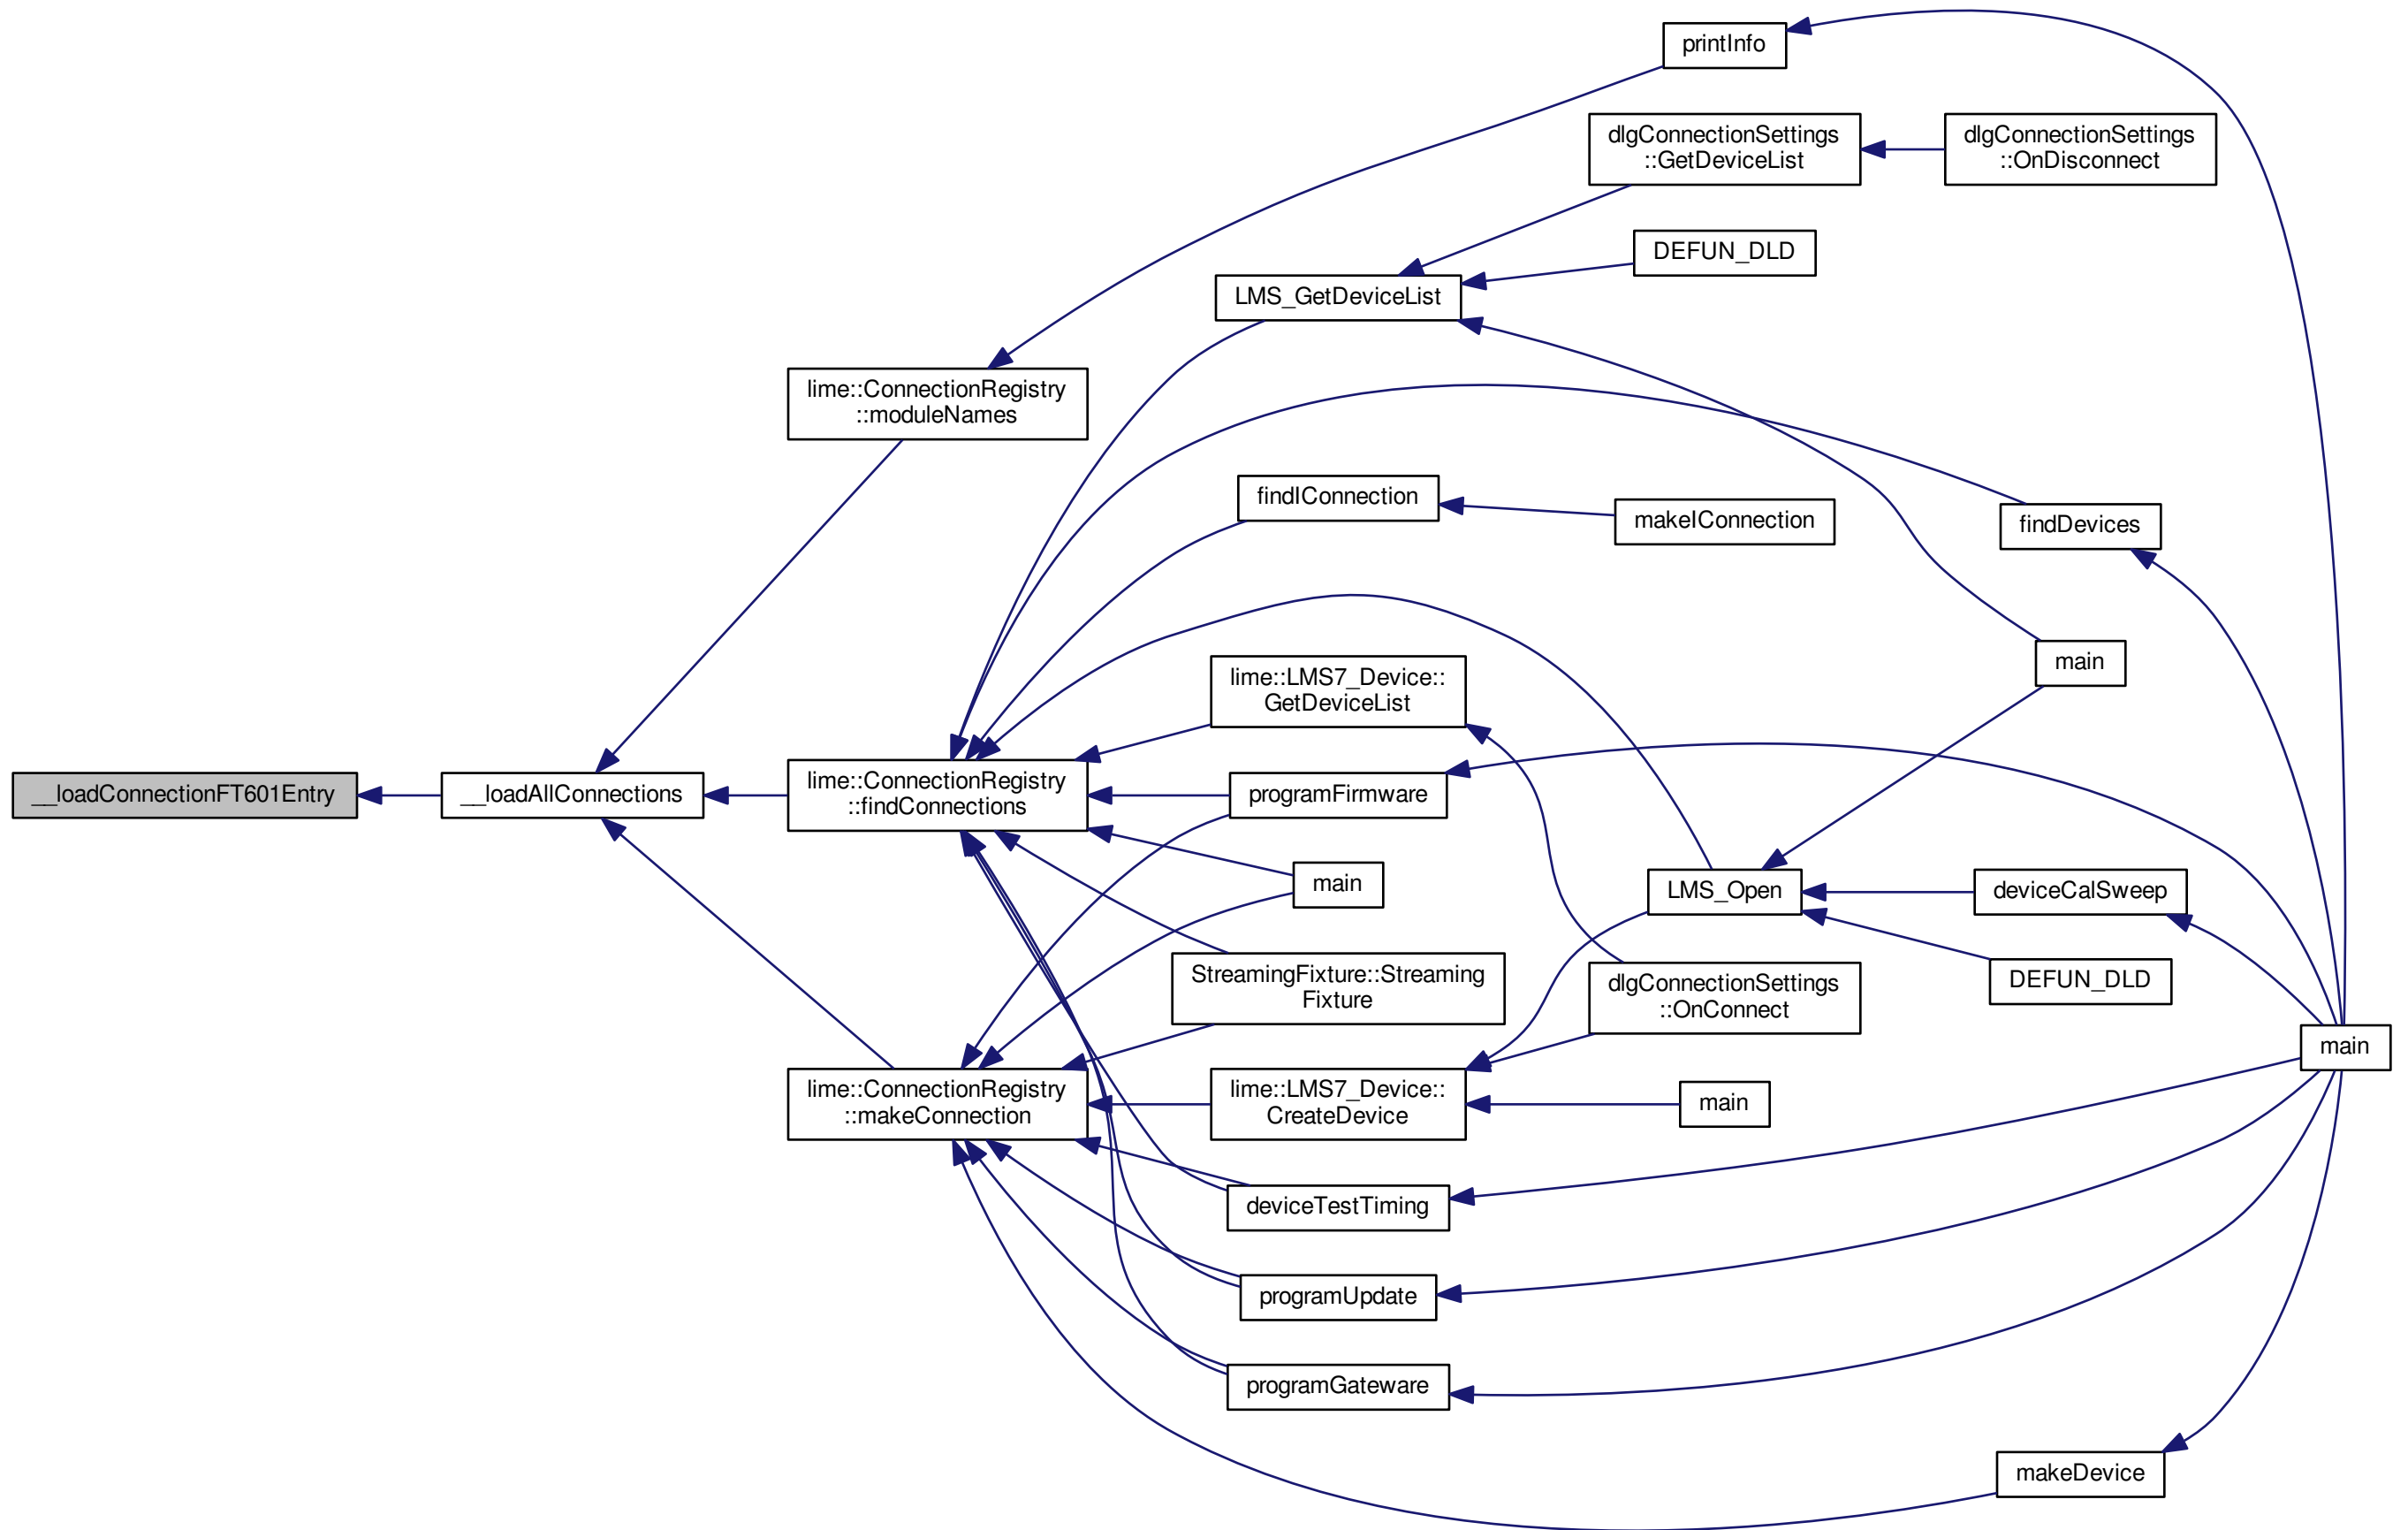 printInfo
dlgConnectionSettings
::GetDeviceList
dlgConnectionSettings
::OnDisconnect
DEFUN_DLD
LMS_GetDeviceList
lime::ConnectionRegistry
::moduleNames
findIConnection
makeIConnection
findDevices
main
lime::LMS7_Device::
GetDeviceList
__loadConnectionFT601Entry
__loadAllConnections
lime::ConnectionRegistry
::findConnections
programFirmware
main
LMS_Open
deviceCalSweep
DEFUN_DLD
StreamingFixture::Streaming
Fixture
dlgConnectionSettings
::OnConnect
main
lime::ConnectionRegistry
::makeConnection
lime::LMS7_Device::
CreateDevice
main
deviceTestTiming
programUpdate
programGateware
makeDevice